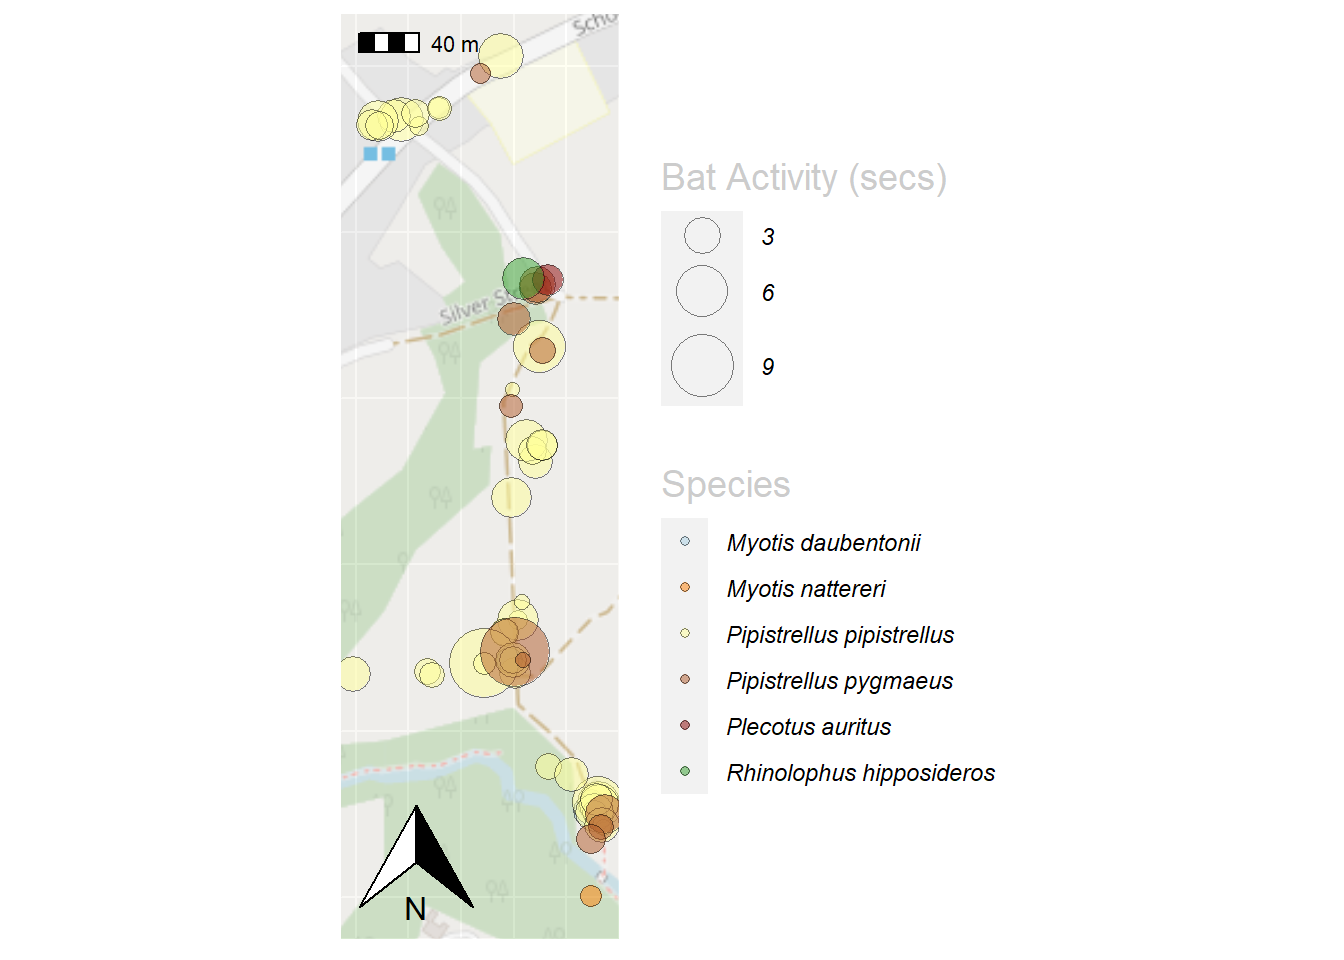 40 m
Silver
N
Bat Activity (secs)
3
6
9
Species
Myotis daubentonii
Myotis nattereri
Pipistrellus pipistrellus
Pipistrellus pygmaeus
Plecotus auritus
Rhinolophus hipposideros